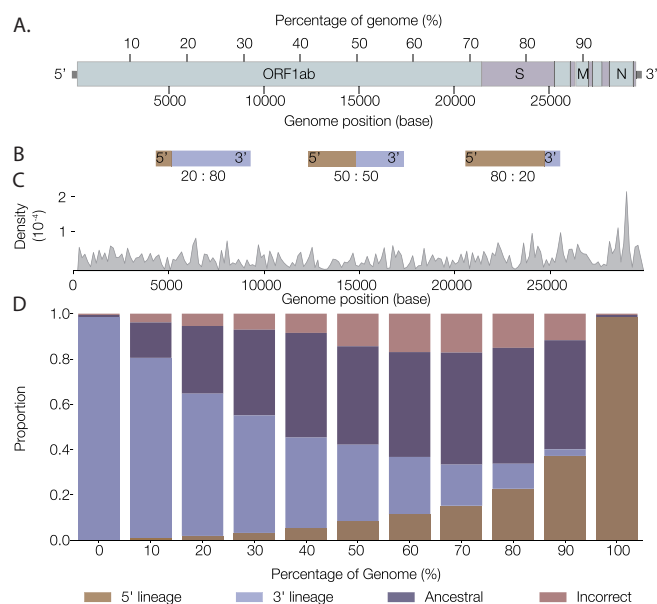 A.
Percentage of genome (%)
10 20 30 40 50 60 70 80 90
5' ORF1ab S M N 3'
5000 10000 15000 20000 25000
Genome position (base)
B
5' 3' 5' 3' 5' 3'
20 : 80 50 : 50 80 : 20
C
Density
(10⁻⁴)
2
1
0 5000 10000 15000 20000 25000
Genome position (base)
D
Proportion
1.0
0.8
0.6
0.4
0.2
0.0
0 10 20 30 40 50 60 70 80 90 100
Percentage of Genome (%)
5' lineage 3' lineage Ancestral Incorrect